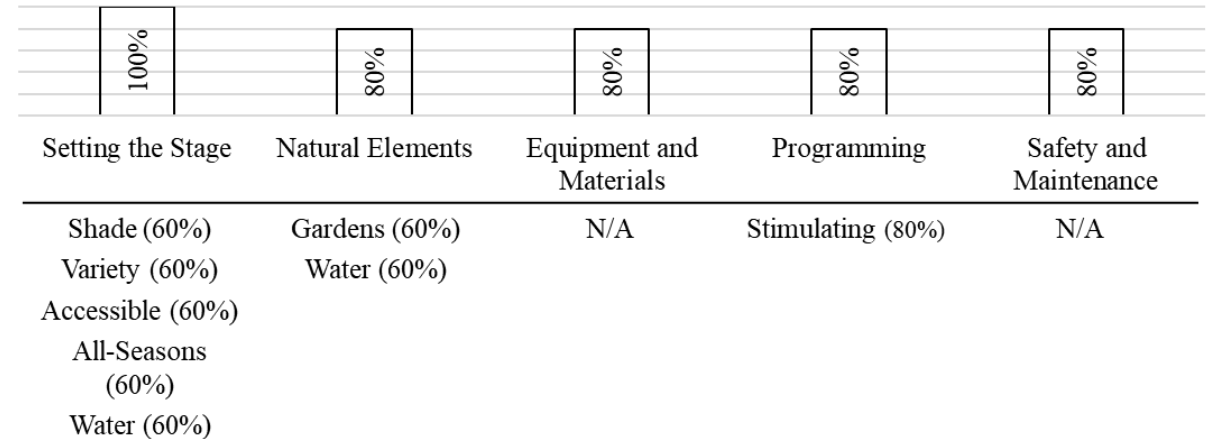 100%
80%
80%
80%
80%
Setting the Stage
Natural Elements
Equipment and
Materials
Programming
Safety and
Maintenance
Shade (60%)
Gardens (60%)
N/A
Stimulating (80%)
N/A
Variety (60%)
Water (60%)
Accessible (60%)
All-Seasons
(60%)
Water (60%)